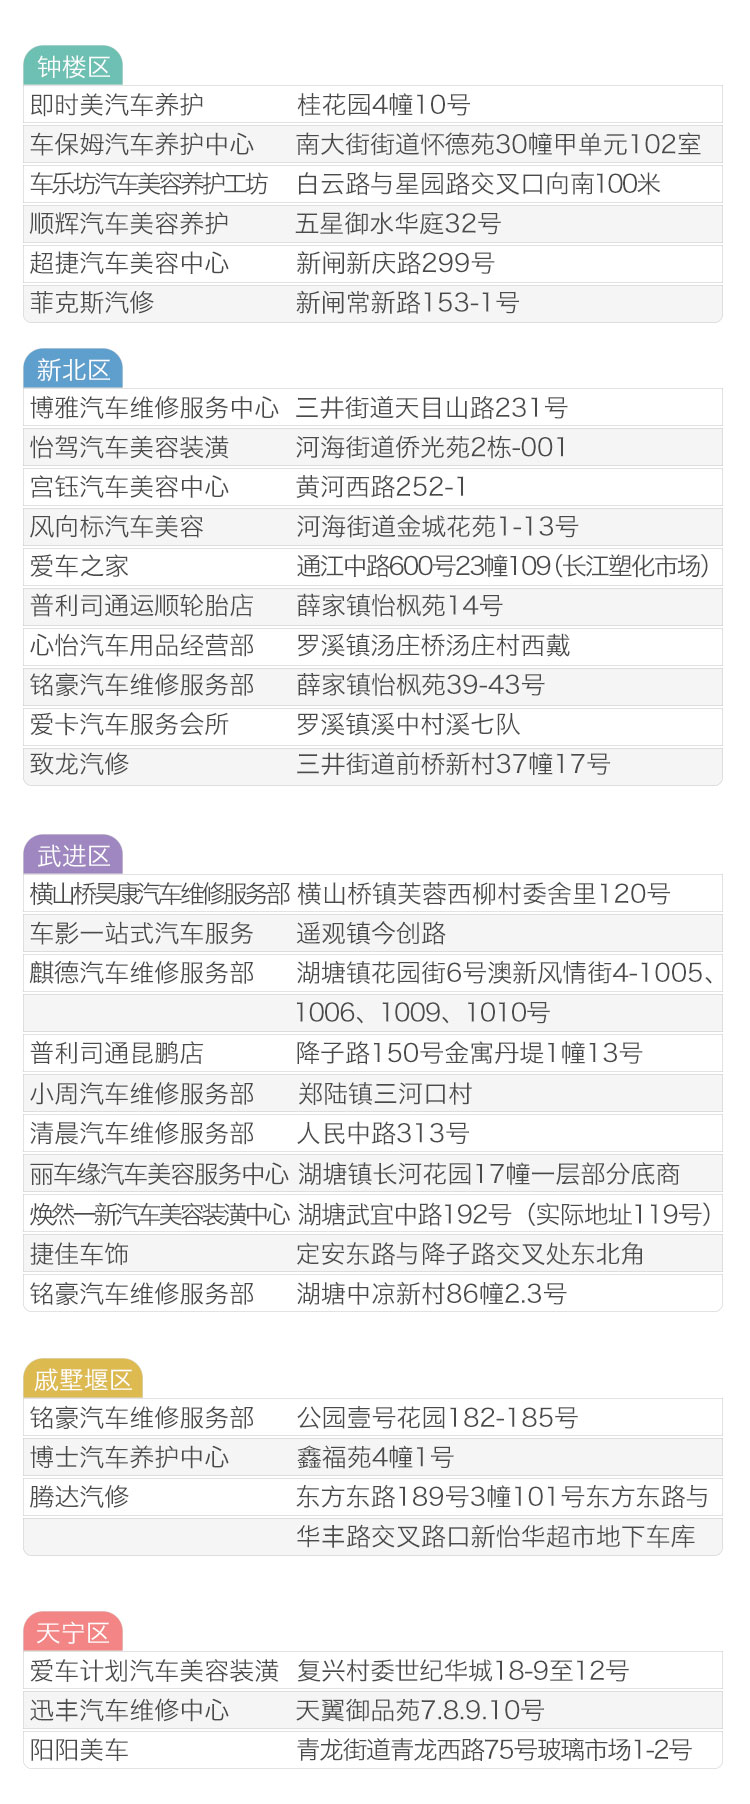 钟楼区
即时美汽车养护 桂花园4幢10号
车保姆汽车养护中心 南大街街道怀德苑30幢甲单元102室
车乐坊汽车美容养护工坊 白云路与星园路交叉口向南100米
顺辉汽车美容养护 五星御水华庭32号
超捷汽车美容中心 新闸新庆路299号
菲克斯汽修 新闸常新路153-1号
新北区
博雅汽车维修服务中心 三井街道天目山路231号
怡驾汽车美容装潢 河海街道侨光苑2栋-001
宫钰汽车美容中心 黄河西路252-1
风向标汽车美容 河海街道金城花苑1-13号
爱车之家 通江中路600号23幢109(长江塑化市场)
普利司通运顺轮胎店 薛家镇怡枫苑14号
心怡汽车用品经营部 罗溪镇汤庄桥汤庄村西戴
铭豪汽车维修服务部 薛家镇怡枫苑39-43号
爱卡汽车服务会所 罗溪镇溪中村溪七队
致龙汽修 三井街道前桥新村37幢17号
武进区
横山桥昊康汽车维修服务部 横山桥镇芙蓉西柳村委舍里120号
车影一站式汽车服务 遥观镇今创路
麒德汽车维修服务部 湖塘镇花园街6号澳新风情街4-1005、
1006、1009、1010号
普利司通昆鹏店 降子路150号金寓丹堤1幢13号
小周汽车维修服务部 郑陆镇三河口村
清晨汽车维修服务部 人民中路313号
丽车缘汽车美容服务中心 湖塘镇长河花园17幢一层部分底商
焕然一新汽车美容装潢中心 湖塘武宜中路192号（实际地址119号）
捷佳车饰 定安东路与降子路交叉处东北角
铭豪汽车维修服务部 湖塘中凉新村86幢2.3号
戚墅堰区
铭豪汽车维修服务部 公园壹号花园182-185号
博士汽车养护中心 鑫福苑4幢1号
腾达汽修 东方东路189号3幢101号东方东路与
华丰路交叉路口新怡华超市地下车库
天宁区
爱车计划汽车美容装潢 复兴村委世纪华城18-9至12号
迅丰汽车维修中心 天翼御品苑7.8.9.10号
阳阳美车 青龙街道青龙西路75号玻璃市场1-2号